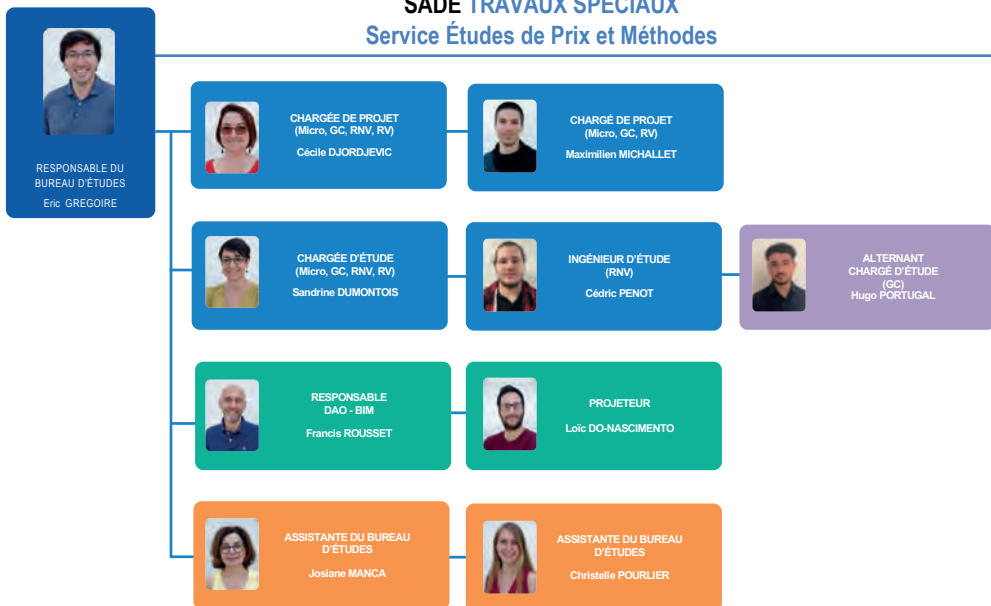 SADE TRAVAUX SPECIAUX
Service Études de Prix et Méthodes
RESPONSABLE DU
BUREAU D'ÉTUDES
Eric GREGOIRE
CHARGÉE DE PROJET
(Micro, GC, RNV, RV)
Cécile DJORDJEVIC
CHARGÉ DE PROJET
(Micro, GC, RV)
Maximilien MICHALLET
CHARGÉE D'ÉTUDE
(Micro, GC, RNV, RV)
Sandrine DUMONTOIS
INGÉNIEUR D'ÉTUDE
(RNV)
Cédric PENOT
ALTERNANT
CHARGÉ D'ÉTUDE
(GC)
Hugo PORTUGAL
RESPONSABLE
DAO - BIM
Francis ROUSSET
PROJETEUR
Loïc DO-NASCIMENTO
ASSISTANTE DU BUREAU
D'ÉTUDES
Josiane MANCA
ASSISTANTE DU BUREAU
D'ÉTUDES
Christelle POURLIER